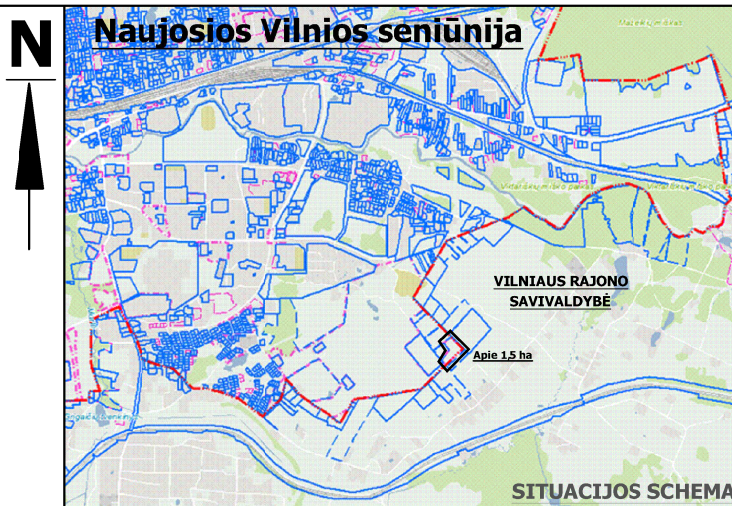 N
Naujosios Vilnios seniūnija
VILNIAUS RAJONO
SAVIVALDYBĖ
Apie 1,5 ha
SITUACIJOS SCHEMA